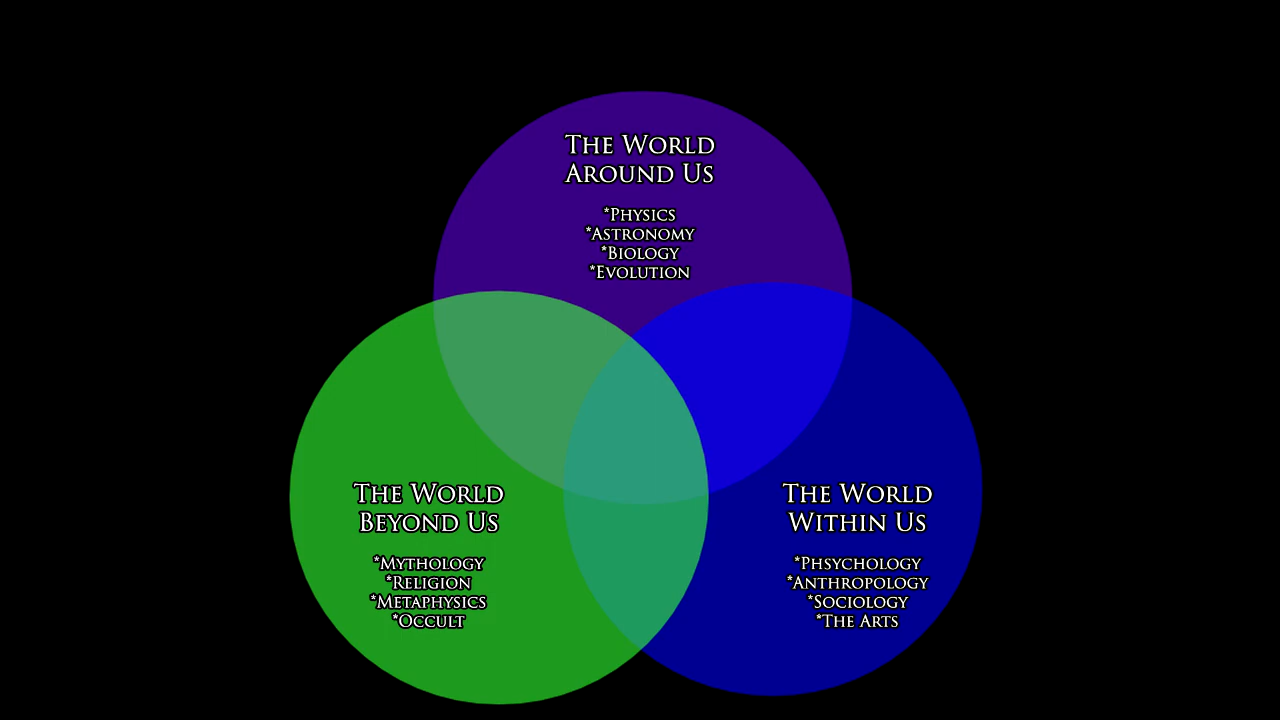 The World
Around Us
*Physics
*Astronomy
*Biology
*Evolution
The World
Beyond Us
*Mythology
*Religion
*Metaphysics
*Occult
The World
Within Us
*Phsychology
*Anthropology
*Sociology
*The Arts